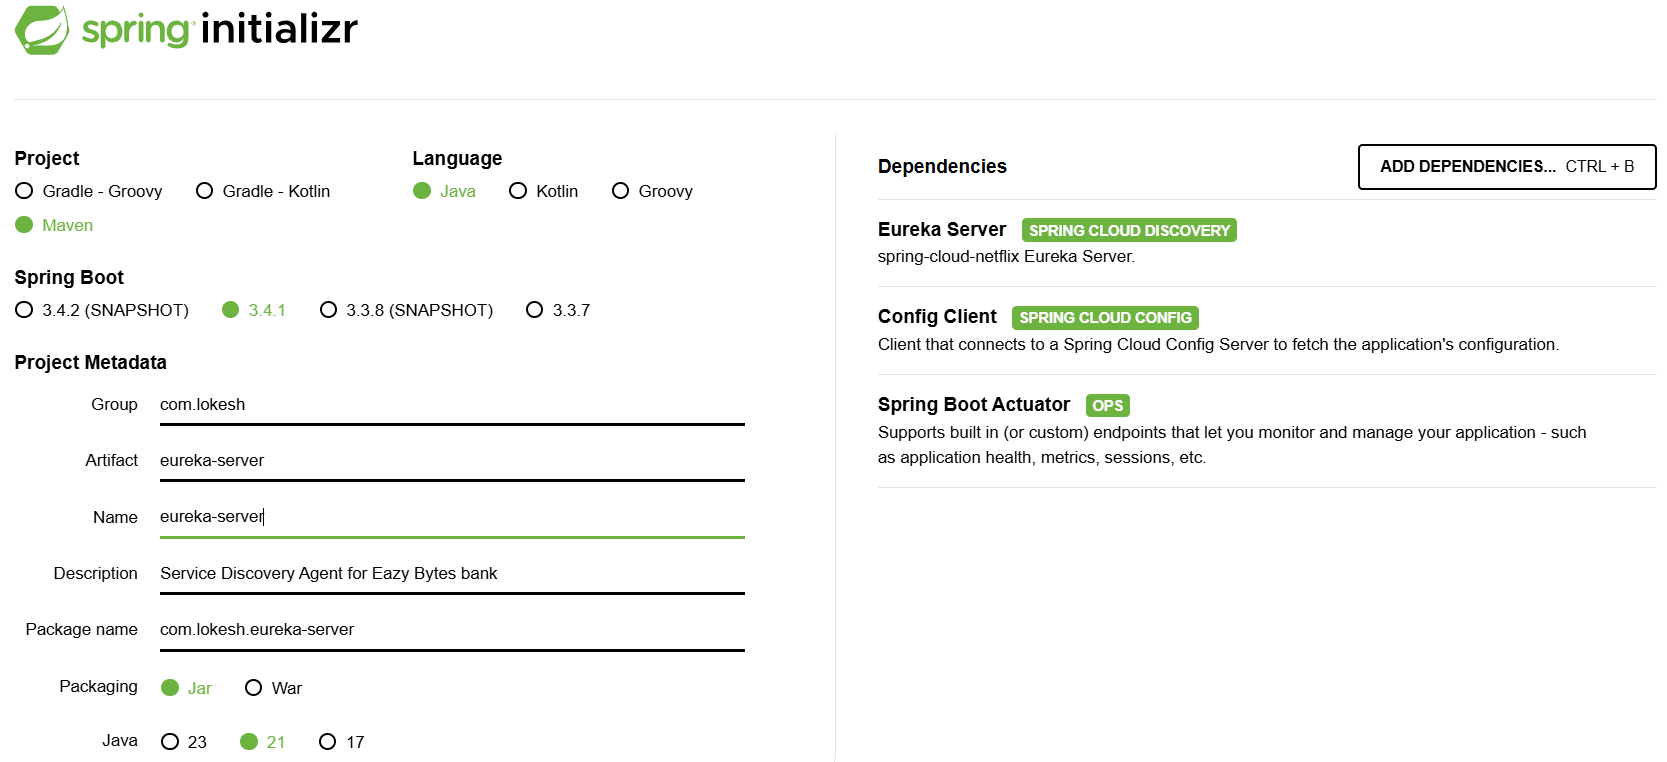 spring initializr
Project
Gradle - Groovy Gradle - Kotlin
Maven
Language
Java Kotlin Groovy
Spring Boot
3.4.2 (SNAPSHOT) 3.4.1 3.3.8 (SNAPSHOT) 3.3.7
Project Metadata
Group com.lokesh
Artifact eureka-server
Name eureka-server
Description Service Discovery Agent for Eazy Bytes bank
Package name com.lokesh.eureka-server
Packaging Jar War
Java 23 21 17
Dependencies ADD DEPENDENCIES... CTRL + B
Eureka Server SPRING CLOUD DISCOVERY
spring-cloud-netflix Eureka Server.
Config Client SPRING CLOUD CONFIG
Client that connects to a Spring Cloud Config Server to fetch the application's configuration.
Spring Boot Actuator OPS
Supports built in (or custom) endpoints that let you monitor and manage your application - such
as application health, metrics, sessions, etc.